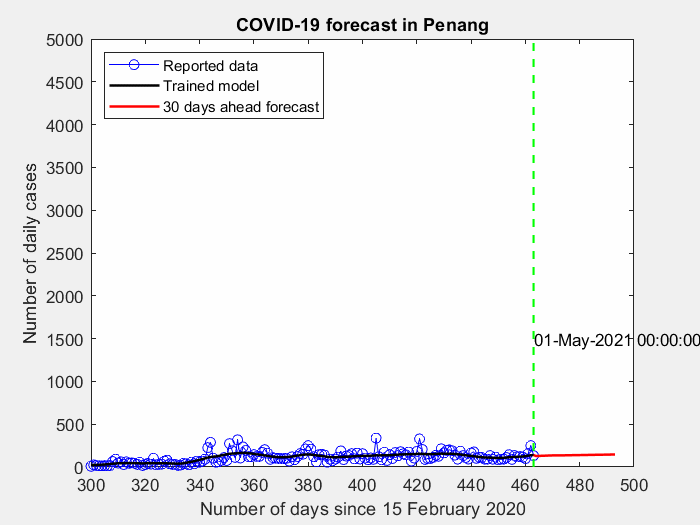 COVID-19 forecast in Penang
5000
4500
4000
3500
3000
2500
2000
1500
1000
500
0
Number of daily cases
Reported data
Trained model
30 days ahead forecast
01-May-2021 00:00:00
300 320 340 360 380 400 420 440 460 480 500
Number of days since 15 February 2020